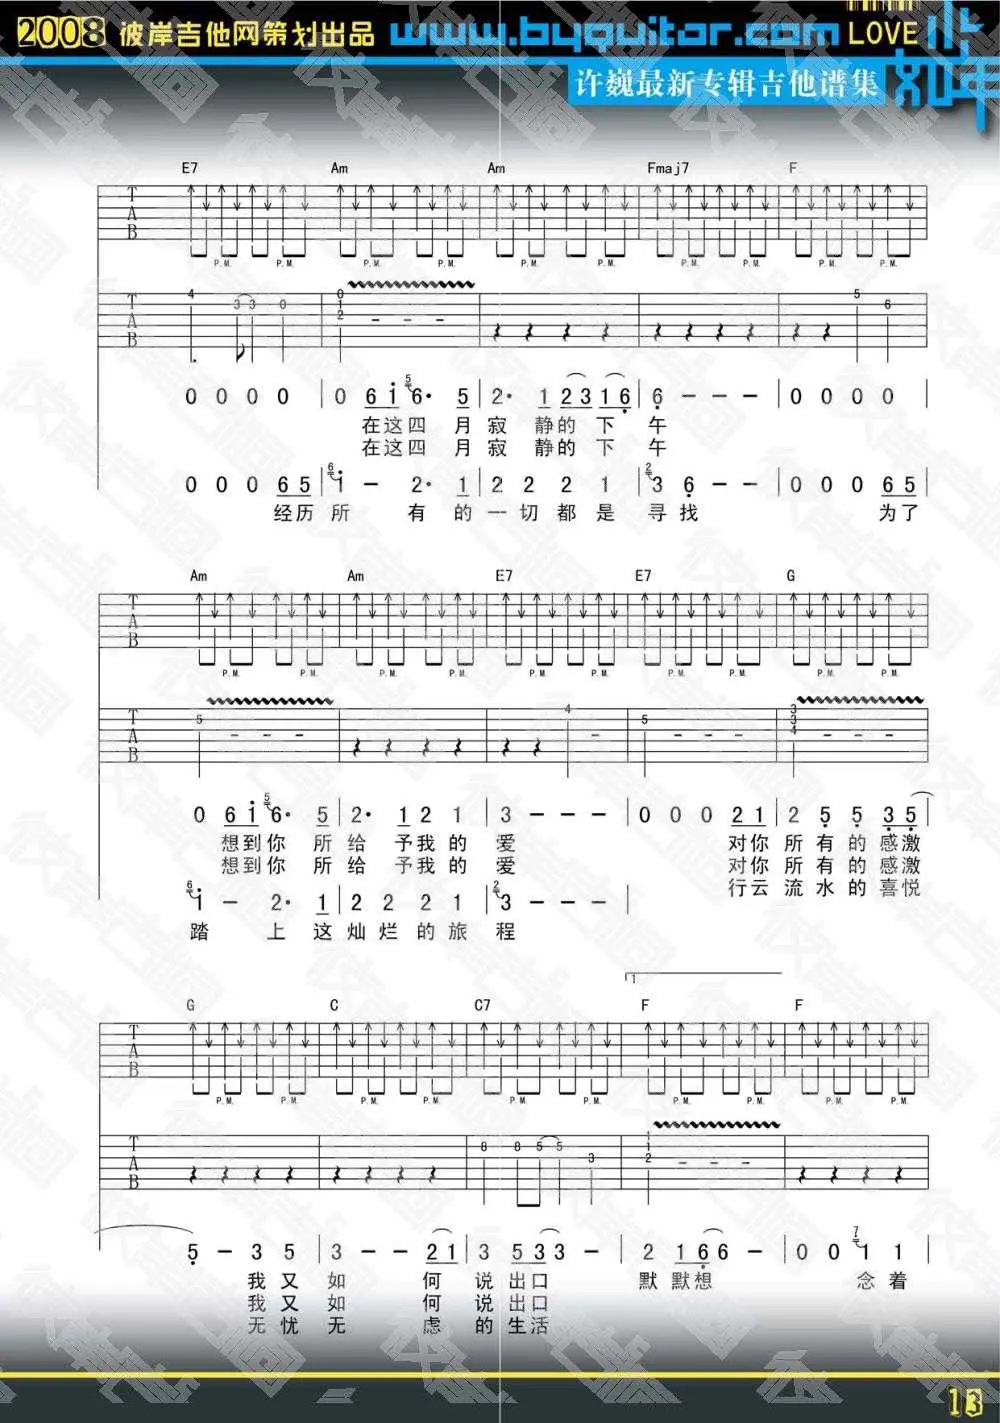 2008 彼岸吉他网策划出品 www.byguitar.com LOVE
许巍最新专辑吉他谱集
E7 Am Am Fmaj7 F
T A B
P.M. P.M. P.M. P.M. P.M. P.M. P.M. P.M. P.M. P.M.
T A B
4 3 3 0 0 1 2 5 6
0 0 0 0 | 0 6 1 6· 5 | 2· 1 2 3 1 6 | 6 - - - | 0 0 0 0 |
在这四 月 寂 静的 下 午
在这四 月 寂 静的 下 午
0 0 0 6 5 | 1 - 2· 1 | 2 2 2 1 | 3 6 - - | 0 0 0 6 5 |
经历所 有 的 一 切 都 是 寻 找 为了
Am Am E7 E7 G
T A B
P.M. P.M. P.M. P.M. P.M. P.M. P.M. P.M. P.M. P.M.
T A B
5 4 5 3 3 4
0 6 1 6· 5 | 2· 1 2 1 | 3 - - - | 0 0 0 2 1 | 2 5 5 3 5 |
想到你 所 给 予我 的 爱 对你 所 有 的 感激
想到你 所 给 予我 的 爱 对你 所 有 的 感激
行云 流 水 的 喜悦
1 - 2· 1 | 2 2 2 1 | 3 - - - |
踏 上 这 灿 烂 的 旅 程
1
G C C7 F F
T A B
P.M. P.M. P.M. P.M. P.M. P.M. P.M. P.M. P.M. P.M.
T A B
8 8 5 5 3 1 1 2
5 - 3 5 | 3 - - 2 1 | 3 5 3 3 - | 2 1 6 6 - | 0 0 1 1 |
我 又 如 何 说 出口 默 默想 念 着
我 又 如 何 说 出口
无 忧 无 虑 的 生活
13